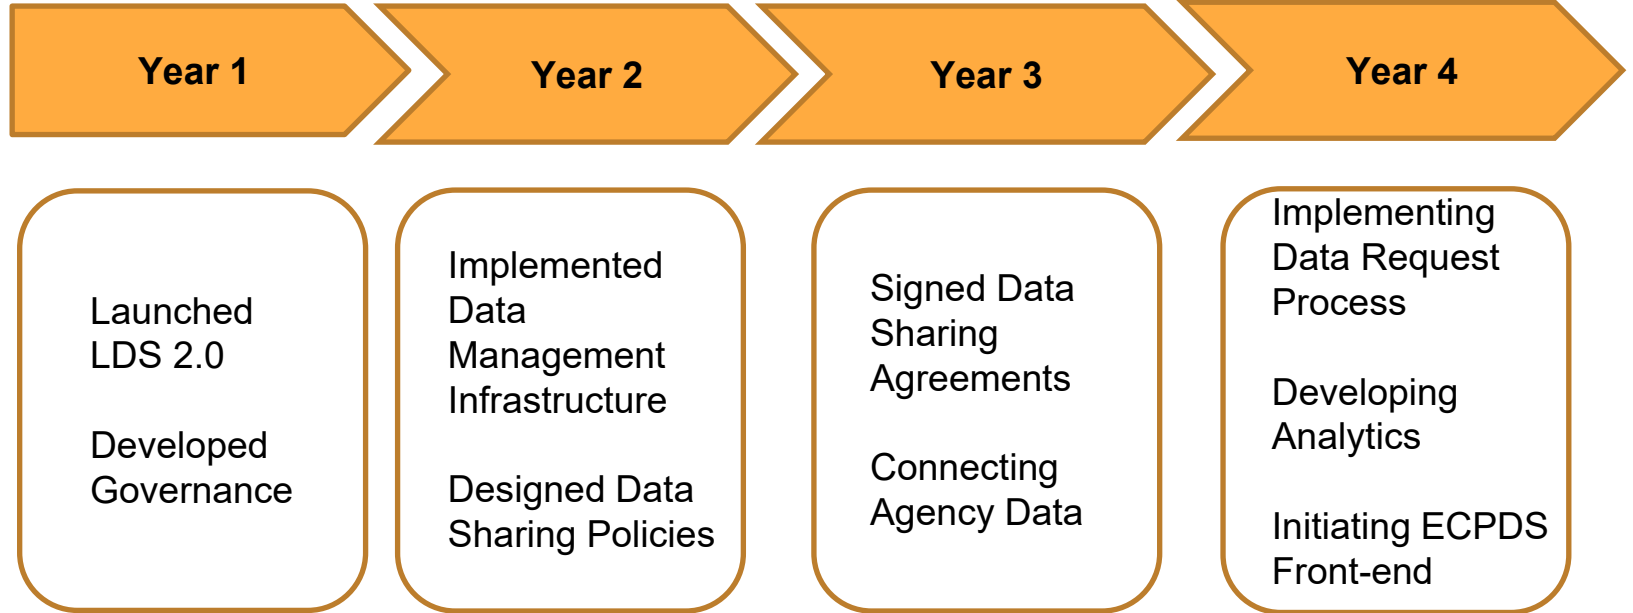 Year 1
Year 2
Year 3
Year 4
Launched
LDS 2.0
Developed
Governance
Implemented
Data
Management
Infrastructure
Designed Data
Sharing Policies
Signed Data
Sharing
Agreements
Connecting
Agency Data
Implementing
Data Request
Process
Developing
Analytics
Initiating ECPDS
Front-end